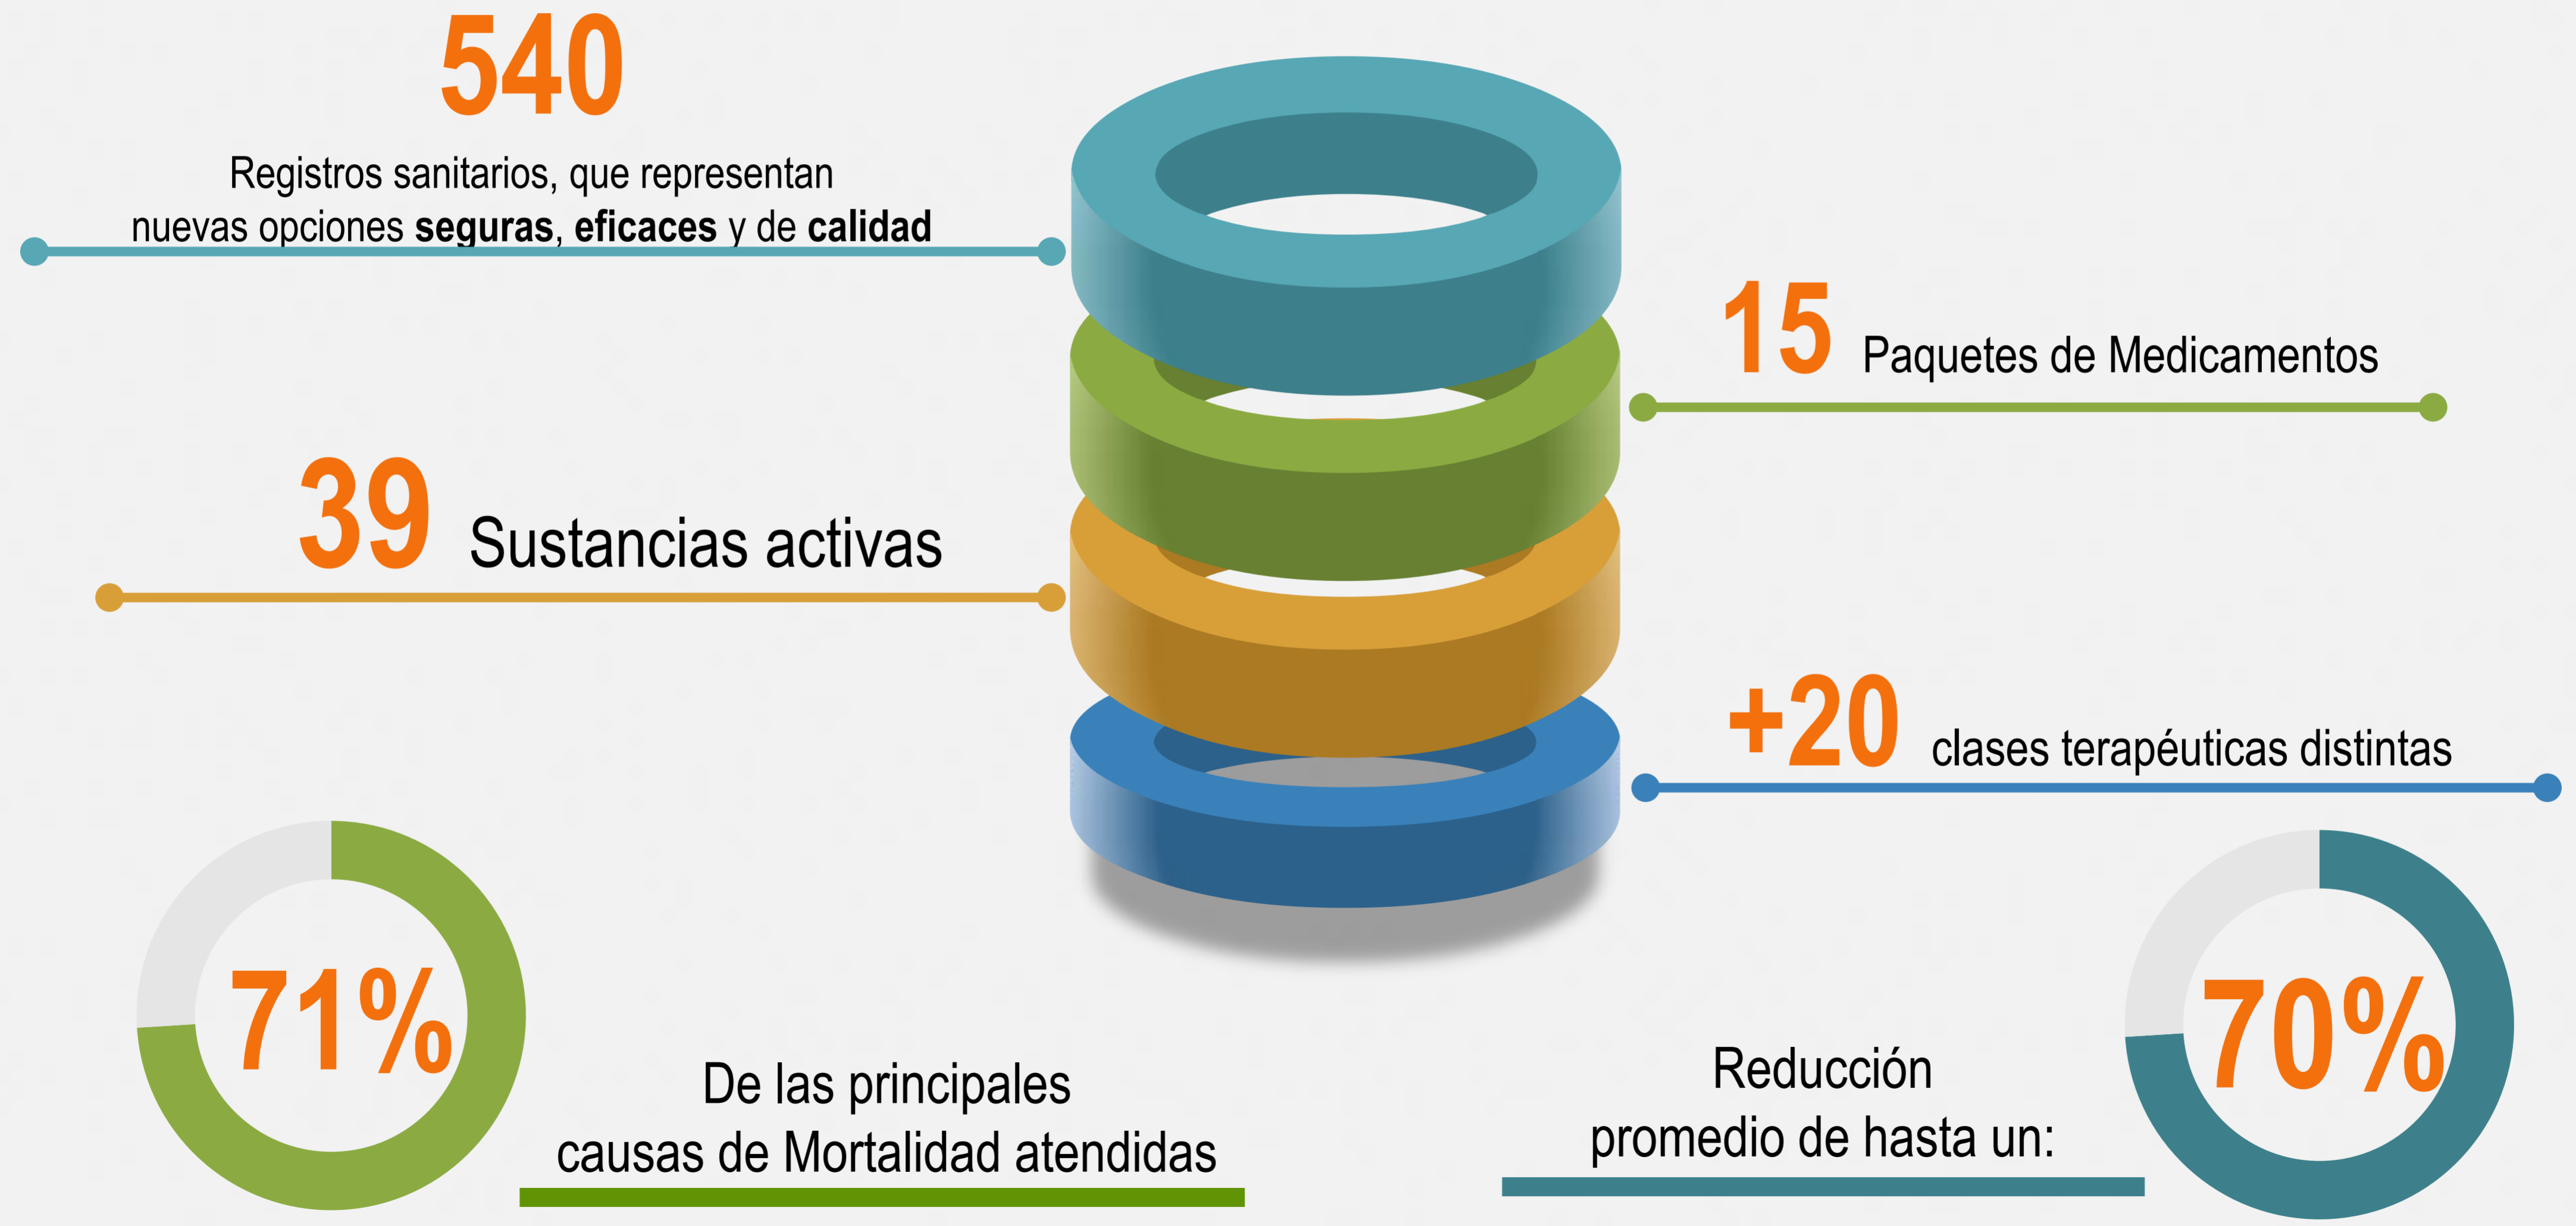 540
Registros sanitarios, que representan
nuevas opciones seguras, eficaces y de calidad
15 Paquetes de Medicamentos
39 Sustancias activas
+20 clases terapéuticas distintas
71%
De las principales
causas de Mortalidad atendidas
Reducción
promedio de hasta un:
70%